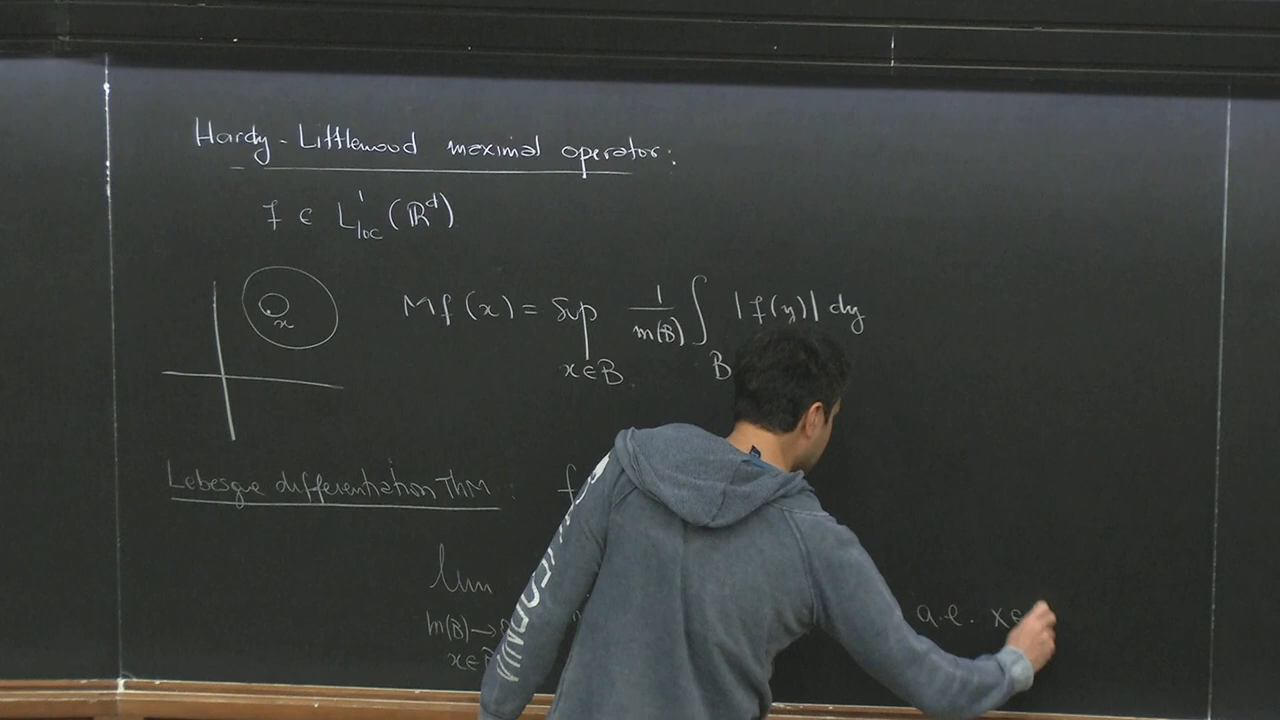 Hardy - Littlewood maximal operator:
f ∈ L¹loc (ℝᵈ)
x
Mf (x) = sup 1/m(B) ∫ |f(y)| dy
x∈B B
Lebesgue differentiation Thm : f
lim
m(B)→
a.e. x∈
x∈B